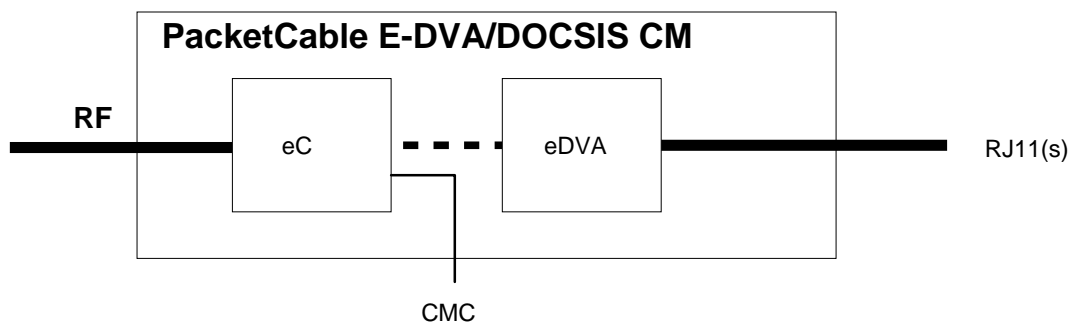 PacketCable E-DVA/DOCSIS CM
RF
eC
eDVA
RJ11(s)
CMC